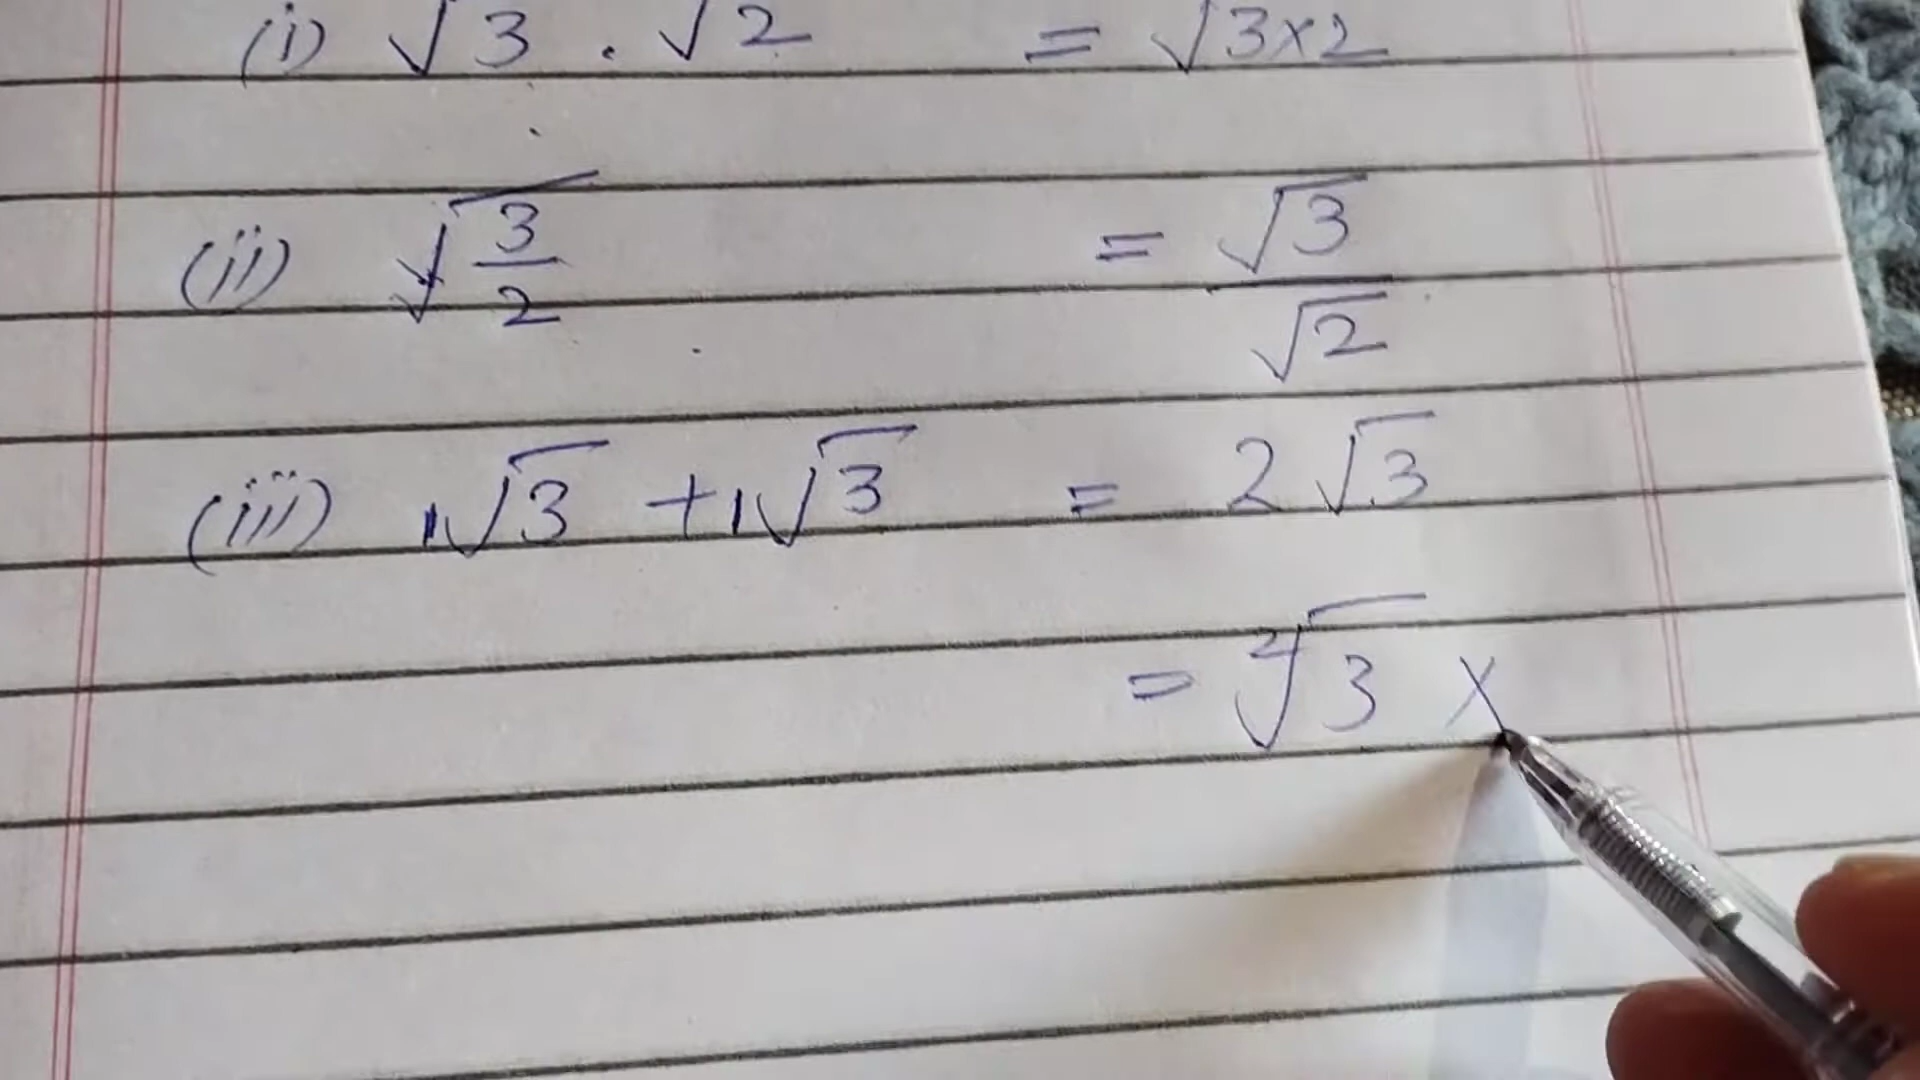 (i) √3 . √2 = √3×2
(ii) √(3/2) = √3/√2
(iii) 1√3 + 1√3 = 2√3
= ²√3 ×